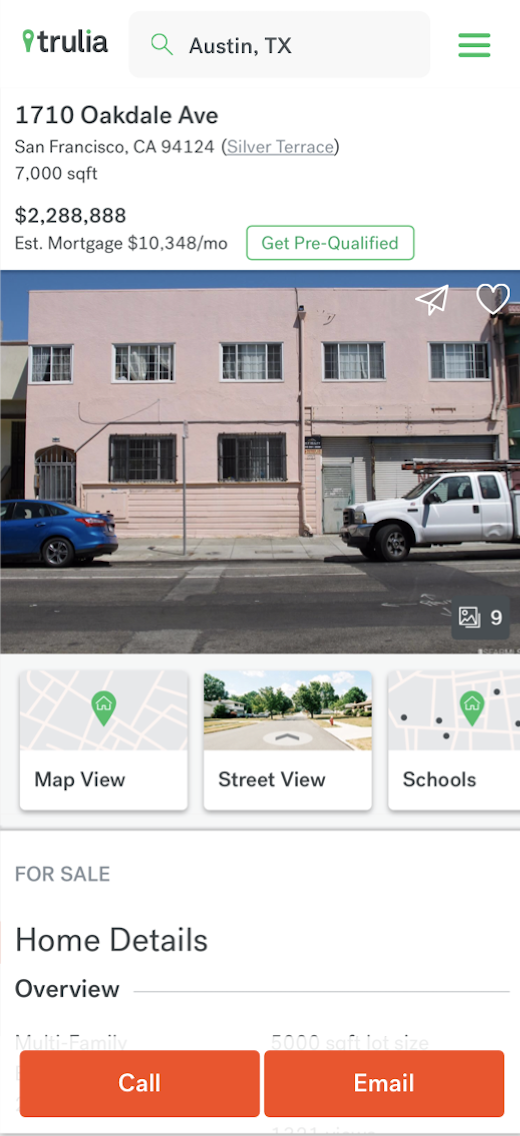 trulia
Austin, TX
1710 Oakdale Ave
San Francisco, CA 94124 (Silver Terrace)
7,000 sqft
$2,288,888
Est. Mortgage $10,348/mo
Get Pre-Qualified
9
Map View
Street View
Schools
FOR SALE
Home Details
Overview
Multi-Family
5000 sqft lot size
Call
Email
1331 views